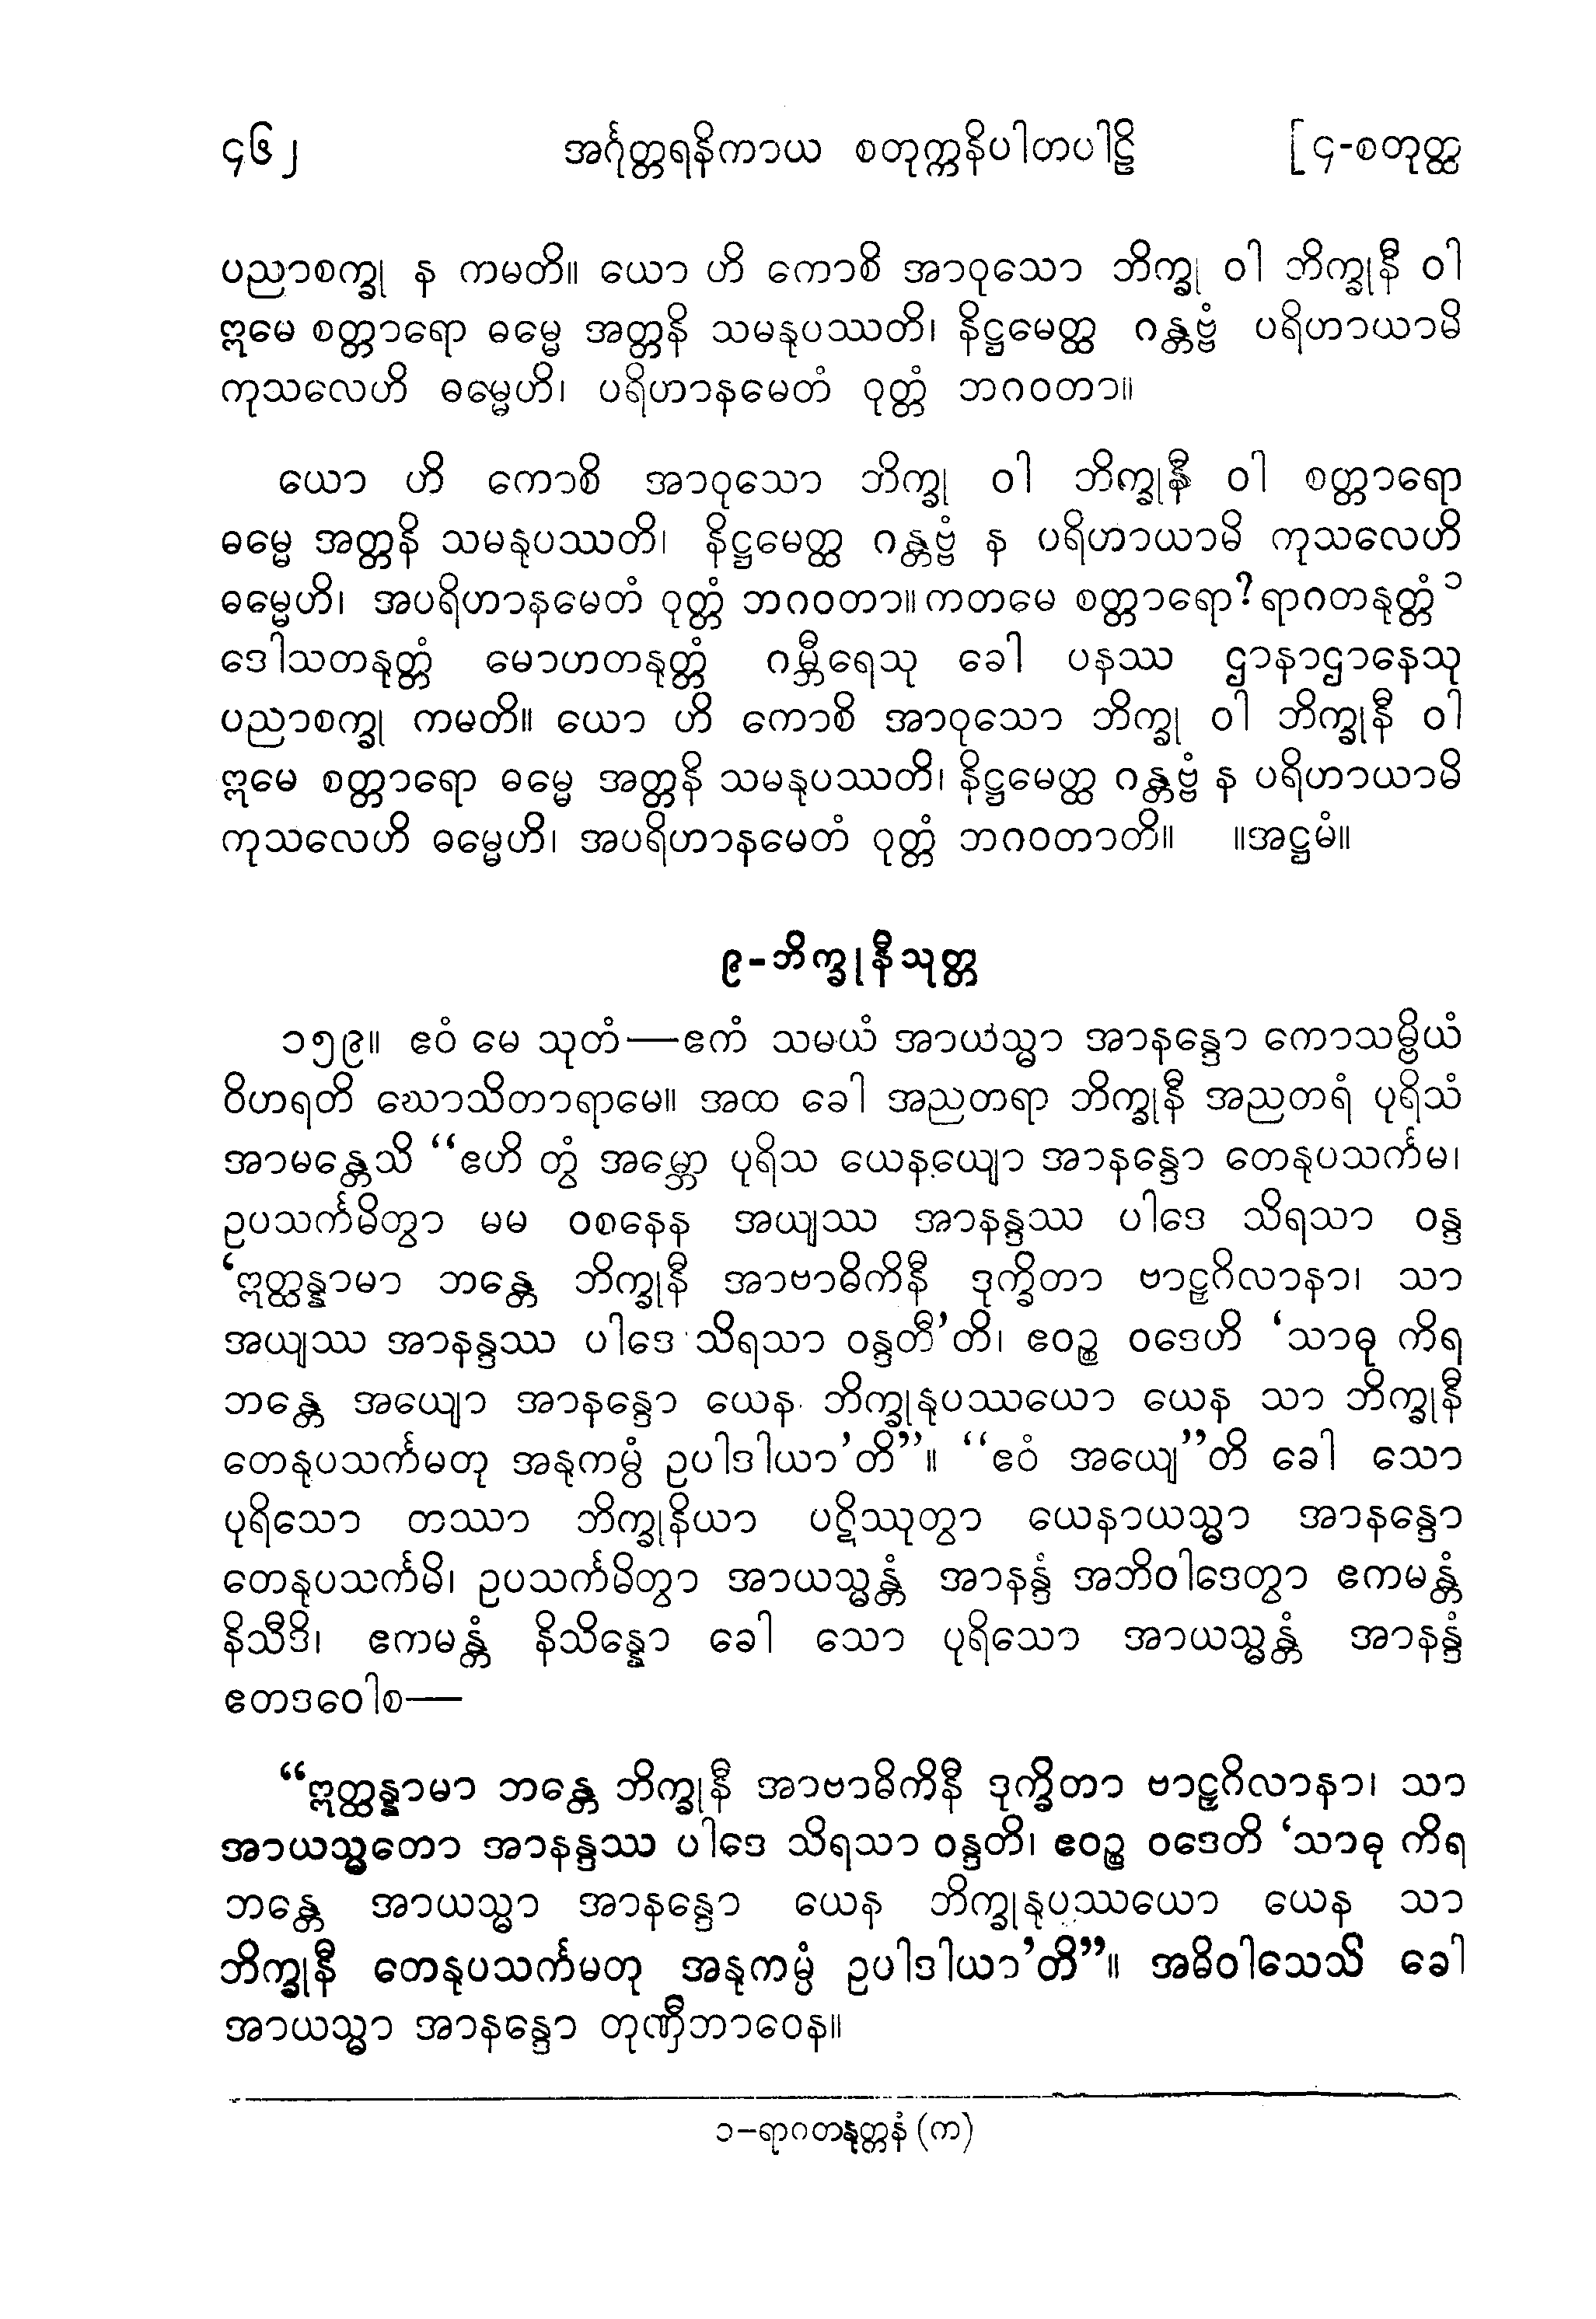 ၄၆၂ အင်္ဂုတ္တရနိကာယ စတုက္ကနိပါတပါဠိ [၄-စတုတ္ထ
ပညာစက္ခု န ကမတိ။ ယော ဟိ ကောစိ အာဝုသော ဘိက္ခု ဝါ ဘိက္ခုနီ ဝါ
ဣမေ စတ္တာရော ဓမ္မေ အတ္တနိ သမနုပဿတိ၊ နိဋ္ဌမေတ္ထ ဂန္တဗ္ဗံ ပရိဟာယာမိ
ကုသလေဟိ ဓမ္မေဟိ၊ ပရိဟာနမေတံ ဝုတ္တံ ဘဂဝတာ။
ယော ဟိ ကောစိ အာဝုသော ဘိက္ခု ဝါ ဘိက္ခုနီ ဝါ စတ္တာရော
ဓမ္မေ အတ္တနိ သမနုပဿတိ၊ နိဋ္ဌမေတ္ထ ဂန္တဗ္ဗံ န ပရိဟာယာမိ ကုသလေဟိ
ဓမ္မေဟိ၊ အပရိဟာနမေတံ ဝုတ္တံ ဘဂဝတာ။ ကတမေ စတ္တာရော? ရာဂတနုတ္တံ ၁
ဒေါသတနုတ္တံ မောဟတနုတ္တံ ဂမ္ဘီရေသု ခေါ ပနဿ ဌာနာဌာနေသု
ပညာစက္ခု ကမတိ။ ယော ဟိ ကောစိ အာဝုသော ဘိက္ခု ဝါ ဘိက္ခုနီ ဝါ
ဣမေ စတ္တာရော ဓမ္မေ အတ္တနိ သမနုပဿတိ၊ နိဋ္ဌမေတ္ထ ဂန္တဗ္ဗံ န ပရိဟာယာမိ
ကုသလေဟိ ဓမ္မေဟိ၊ အပရိဟာနမေတံ ဝုတ္တံ ဘဂဝတာတိ။ ။အဋ္ဌမံ။
၉-ဘိက္ခုနီသုတ္တ
၁၅၉။ ဧဝံ မေ သုတံ—ဧကံ သမယံ အာယသ္မာ အာနန္ဒော ကောသမ္ဗိယံ
ဝိဟရတိ ဃောသိတာရာမေ။ အထ ခေါ အညတရာ ဘိက္ခုနီ အညတရံ ပုရိသံ
အာမန္တေသိ “ဧဟိ တွံ အမ္ဘော ပုရိသ ယေနယျော အာနန္ဒော တေနုပသင်္ကမ၊
ဥပသင်္ကမိတွာ မမ ဝစနေန အယျဿ အာနန္ဒဿ ပါဒေ သိရသာ ဝန္ဒ
‘ဣတ္ထန္နာမာ ဘန္တေ ဘိက္ခုနီ အာဗာဓိကိနီ ဒုက္ခိတာ ဗာဠှဂိလာနာ၊ သာ
အယျဿ အာနန္ဒဿ ပါဒေ သိရသာ ဝန္ဒတီ’တိ၊ ဧဝဉ္စ ဝဒေဟိ ‘သာဓု ကိရ
ဘန္တေ အယျော အာနန္ဒော ယေန ဘိက္ခုနုပဿယော ယေန သာ ဘိက္ခုနီ
တေနုပသင်္ကမတု အနုကမ္ပံ ဥပါဒါယာ’တိ”။ “ဧဝံ အယျေ”တိ ခေါ သော
ပုရိသော တဿာ ဘိက္ခုနိယာ ပဋိဿုတွာ ယေနာယသ္မာ အာနန္ဒော
တေနုပသင်္ကမိ၊ ဥပသင်္ကမိတွာ အာယသ္မန္တံ အာနန္ဒံ အဘိဝါဒေတွာ ဧကမန္တံ
နိသီဒိ၊ ဧကမန္တံ နိသိန္နော ခေါ သော ပုရိသော အာယသ္မန္တံ အာနန္ဒံ
ဧတဒဝေါစ—
“ဣတ္ထန္နာမာ ဘန္တေ ဘိက္ခုနီ အာဗာဓိကိနီ ဒုက္ခိတာ ဗာဠှဂိလာနာ၊ သာ
အာယသ္မတော အာနန္ဒဿ ပါဒေ သိရသာ ဝန္ဒတိ၊ ဧဝဉ္စ ဝဒေတိ ‘သာဓု ကိရ
ဘန္တေ အာယသ္မာ အာနန္ဒော ယေန ဘိက္ခုနုပဿယော ယေန သာ
ဘိက္ခုနီ တေနုပသင်္ကမတု အနုကမ္ပံ ဥပါဒါယာ’တိ”။ အဓိဝါသေသိ ခေါ
အာယသ္မာ အာနန္ဒော တုဏှီဘာဝေန။
၁-ရာဂတနုတ္တနံ (က)